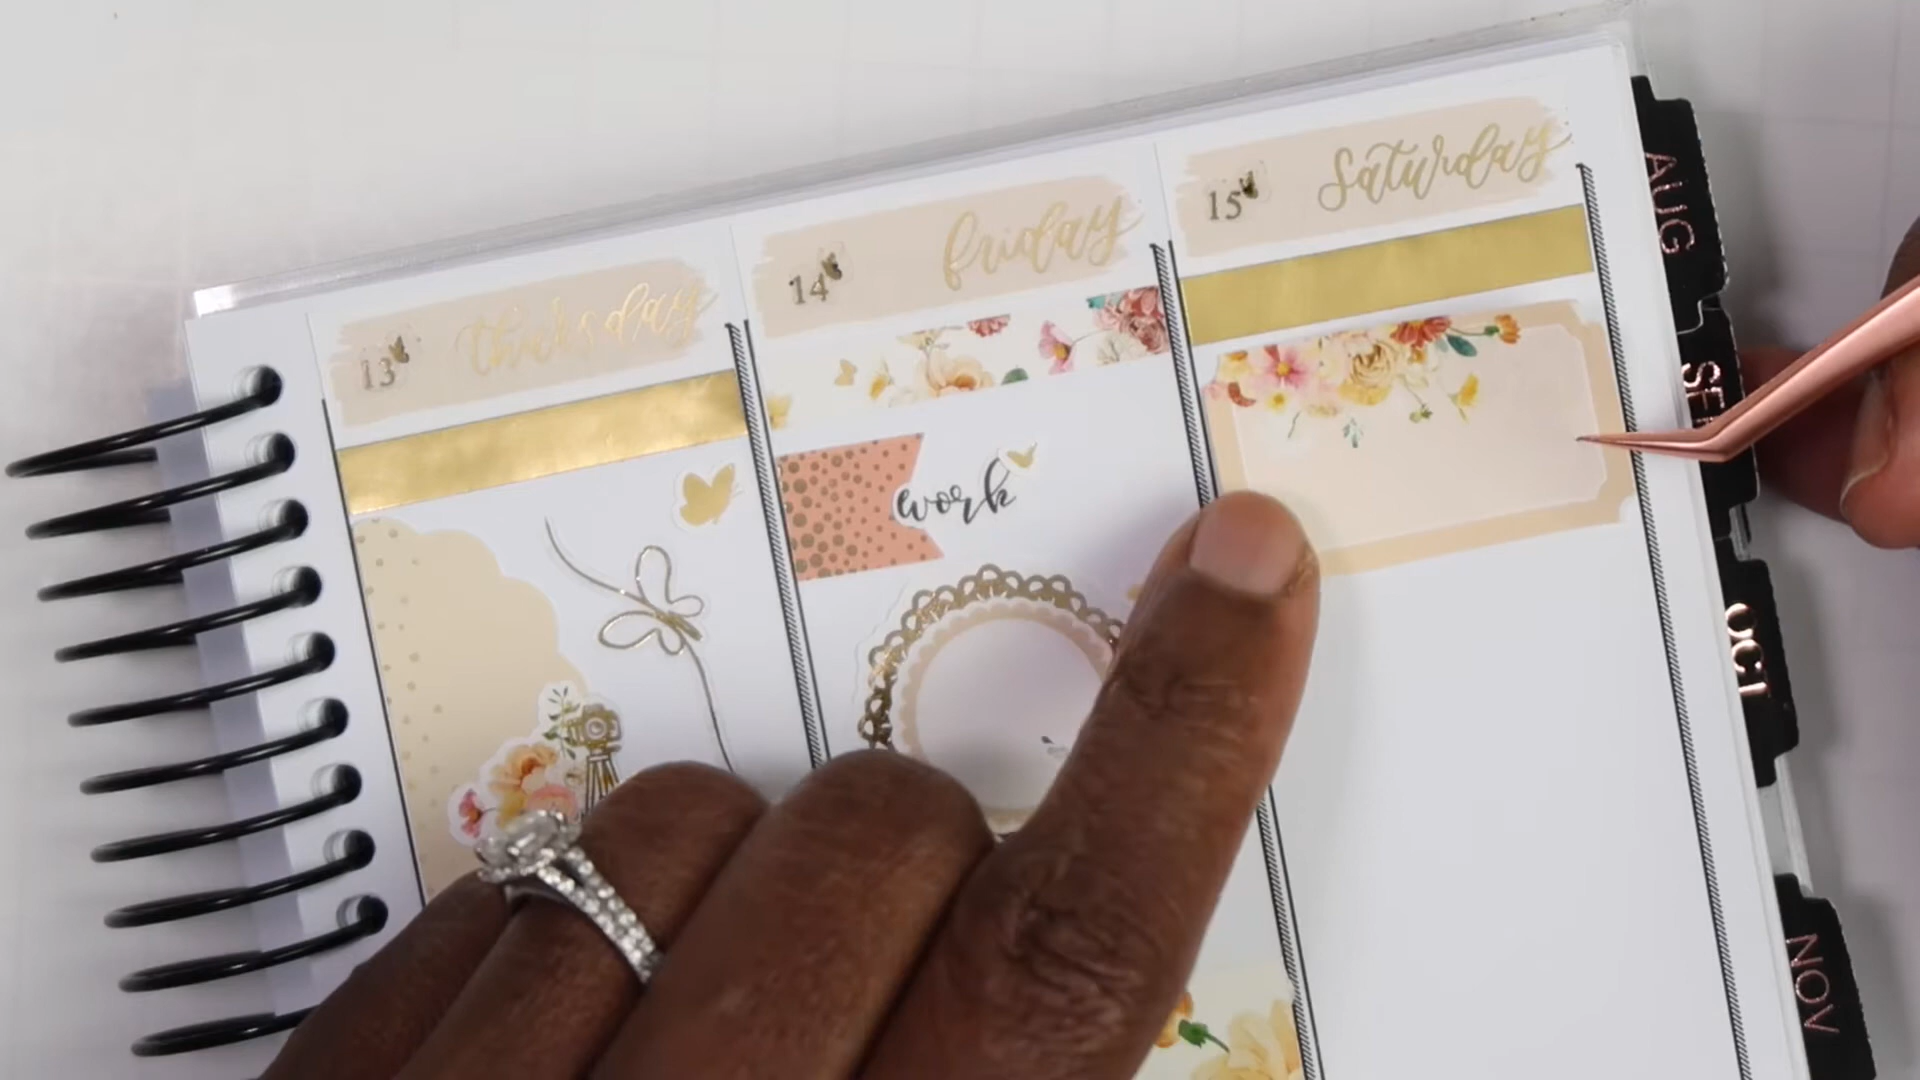 13 thursday
14 friday
15 saturday
work
AUG
SEP
OCT
NOV